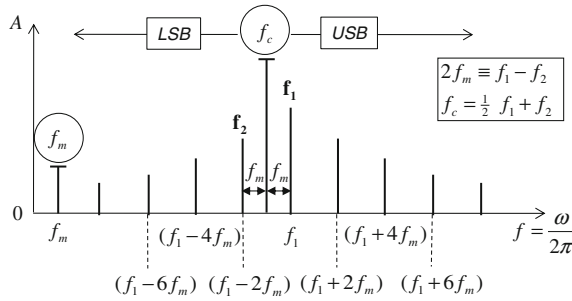 A
LSB
f_c
USB
2f_m ≡ f_1 − f_2
f_c = ½ f_1 + f_2
f_1
f_2
f_m
f_m f_m
0
f_m
(f_1 − 4f_m)
f_1
(f_1 + 4f_m)
f = ω/2π
(f_1 − 6f_m) (f_1 − 2f_m) (f_1 + 2f_m) (f_1 + 6f_m)